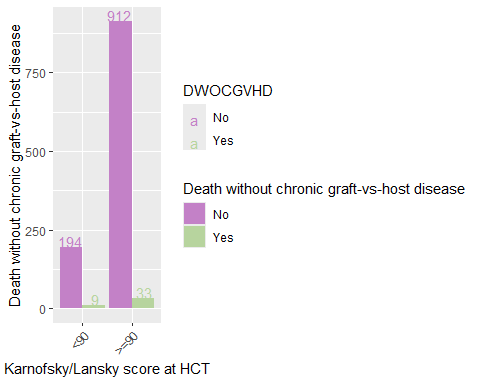 Death without chronic graft-vs-host disease
750
500
250
0
912
194
9
33
<90
>=90
Karnofsky/Lansky score at HCT
DWOCGVHD
a No
a Yes
Death without chronic graft-vs-host disease
No
Yes